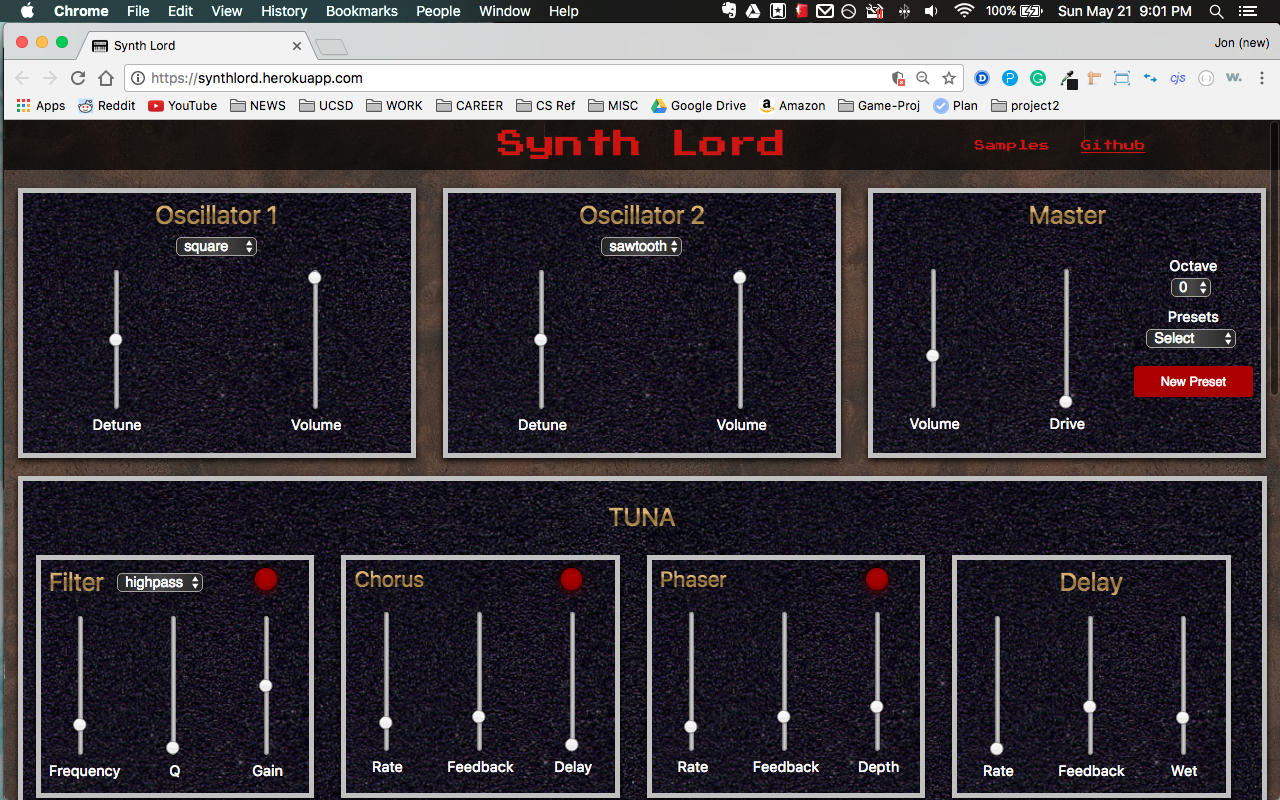 Chrome File Edit View History Bookmarks People Window Help 100% Sun May 21 9:01 PM
Synth Lord Jon (new)
https://synthlord.herokuapp.com D P G cjs W.
Apps Reddit YouTube NEWS UCSD WORK CAREER CS Ref MISC Google Drive Amazon Game-Proj Plan project2
Synth Lord Samples Github
Oscillator 1
square
Detune Volume
Oscillator 2
sawtooth
Detune Volume
Master
Octave
0
Presets
Select
New Preset
Volume Drive
TUNA
Filter highpass
Frequency Q Gain
Chorus
Rate Feedback Delay
Phaser
Rate Feedback Depth
Delay
Rate Feedback Wet